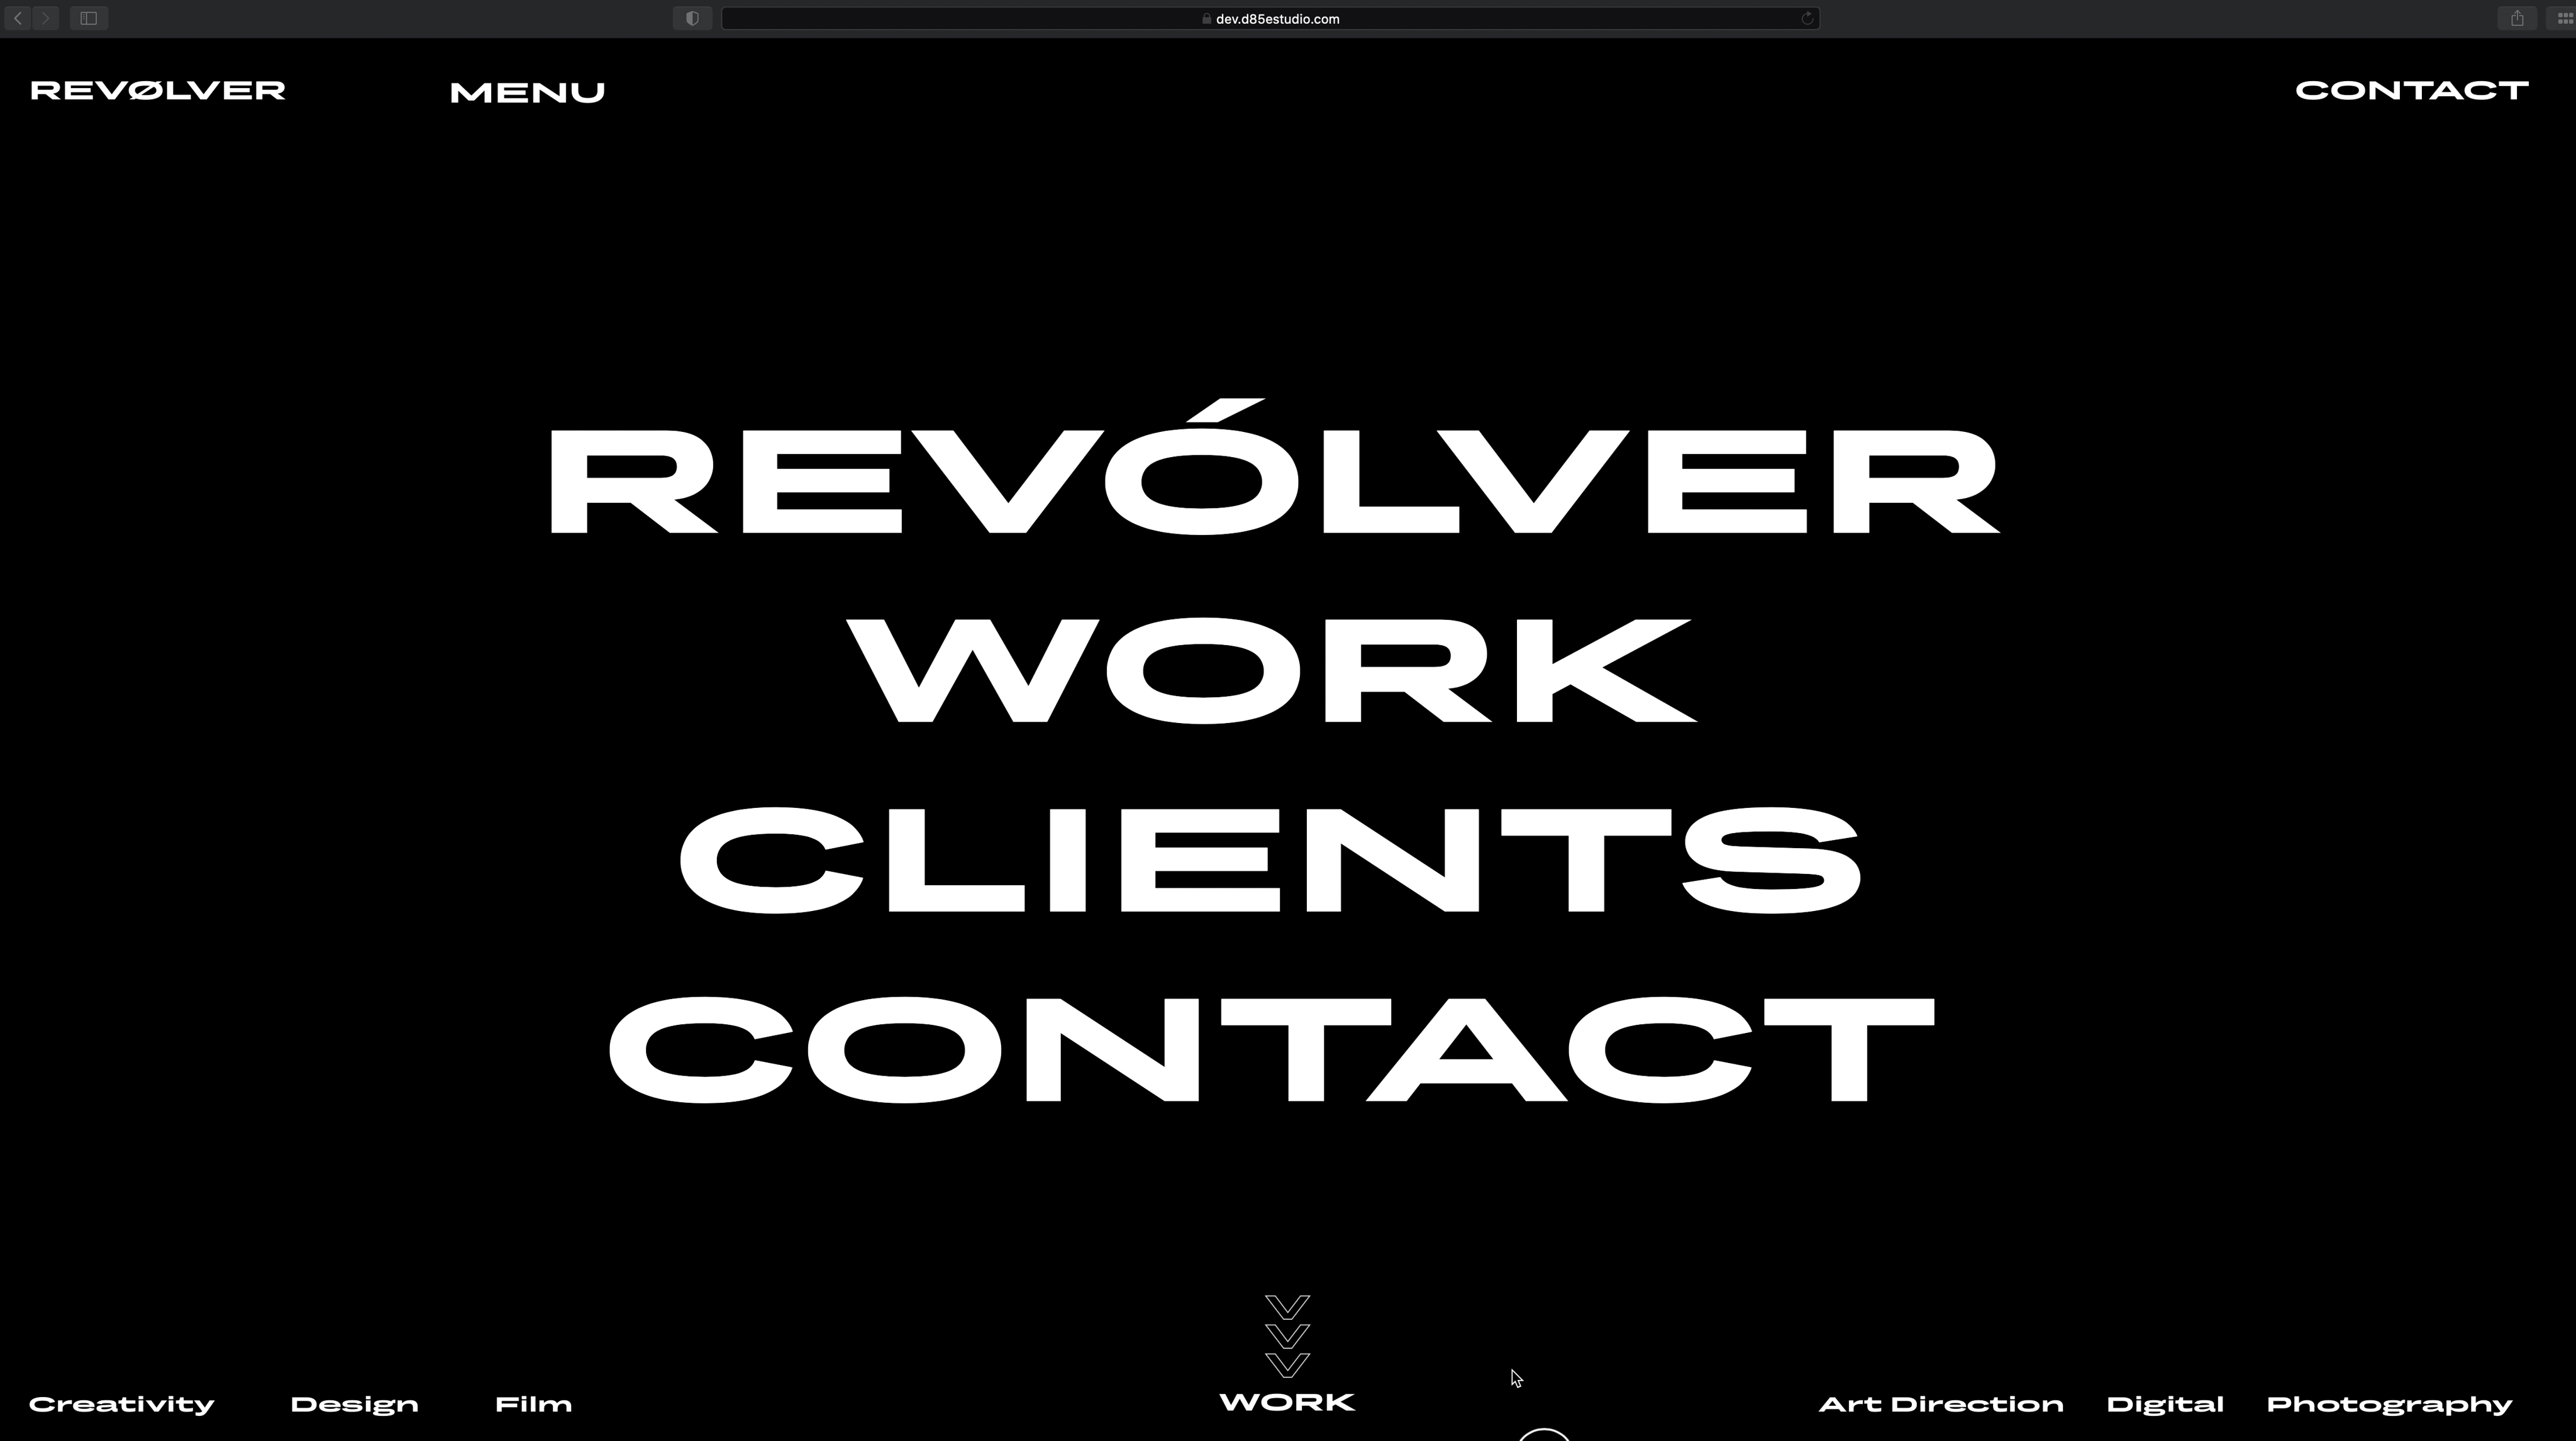 dev.d85estudio.com
REVØLVER MENU CONTACT
REVÓLVER
WORK
CLIENTS
CONTACT
WORK
Creativity Design Film Art Direction Digital Photography